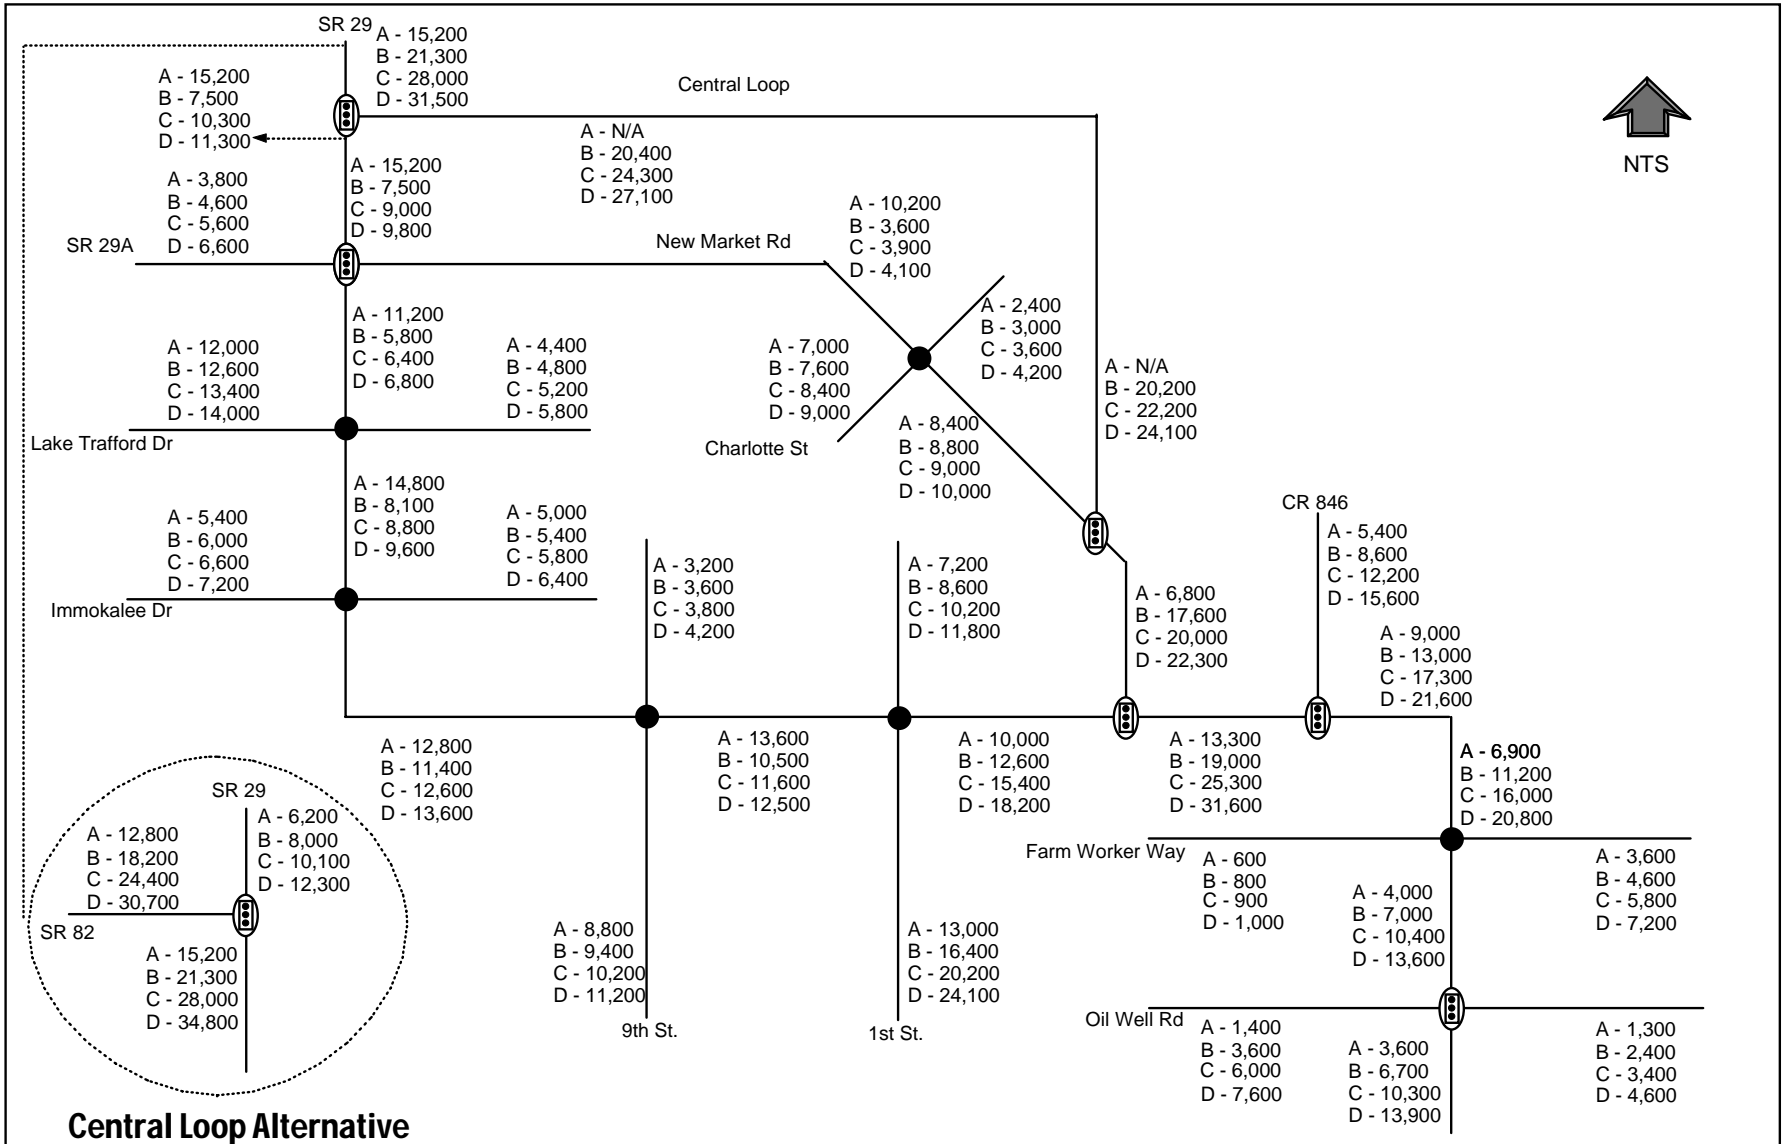 SR 29
A - 15,200
B - 21,300
C - 28,000
D - 31,500
A - 15,200
B - 7,500
C - 10,300
D - 11,300
Central Loop
A - N/A
B - 20,400
C - 24,300
D - 27,100
NTS
A - 15,200
B - 7,500
C - 9,000
D - 9,800
A - 3,800
B - 4,600
C - 5,600
D - 6,600
SR 29A
New Market Rd
A - 10,200
B - 3,600
C - 3,900
D - 4,100
A - 2,400
B - 3,000
C - 3,600
D - 4,200
A - 11,200
B - 5,800
C - 6,400
D - 6,800
A - 12,000
B - 12,600
C - 13,400
D - 14,000
A - 4,400
B - 4,800
C - 5,200
D - 5,800
A - 7,000
B - 7,600
C - 8,400
D - 9,000
A - N/A
B - 20,200
C - 22,200
D - 24,100
Lake Trafford Dr
Charlotte St
A - 8,400
B - 8,800
C - 9,000
D - 10,000
A - 14,800
B - 8,100
C - 8,800
D - 9,600
A - 5,400
B - 6,000
C - 6,600
D - 7,200
A - 5,000
B - 5,400
C - 5,800
D - 6,400
Immokalee Dr
CR 846
A - 5,400
B - 8,600
C - 12,200
D - 15,600
A - 3,200
B - 3,600
C - 3,800
D - 4,200
A - 7,200
B - 8,600
C - 10,200
D - 11,800
A - 6,800
B - 17,600
C - 20,000
D - 22,300
A - 9,000
B - 13,000
C - 17,300
D - 21,600
A - 12,800
B - 11,400
C - 12,600
D - 13,600
A - 13,600
B - 10,500
C - 11,600
D - 12,500
A - 10,000
B - 12,600
C - 15,400
D - 18,200
A - 13,300
B - 19,000
C - 25,300
D - 31,600
A - 6,900
B - 11,200
C - 16,000
D - 20,800
SR 29
A - 6,200
B - 8,000
C - 10,100
D - 12,300
A - 12,800
B - 18,200
C - 24,400
D - 30,700
SR 82
A - 15,200
B - 21,300
C - 28,000
D - 34,800
Farm Worker Way
A - 600
B - 800
C - 900
D - 1,000
A - 4,000
B - 7,000
C - 10,400
D - 13,600
A - 3,600
B - 4,600
C - 5,800
D - 7,200
A - 8,800
B - 9,400
C - 10,200
D - 11,200
9th St.
A - 13,000
B - 16,400
C - 20,200
D - 24,100
1st St.
Oil Well Rd
A - 1,400
B - 3,600
C - 6,000
D - 7,600
A - 3,600
B - 6,700
C - 10,300
D - 13,900
A - 1,300
B - 2,400
C - 3,400
D - 4,600
Central Loop Alternative